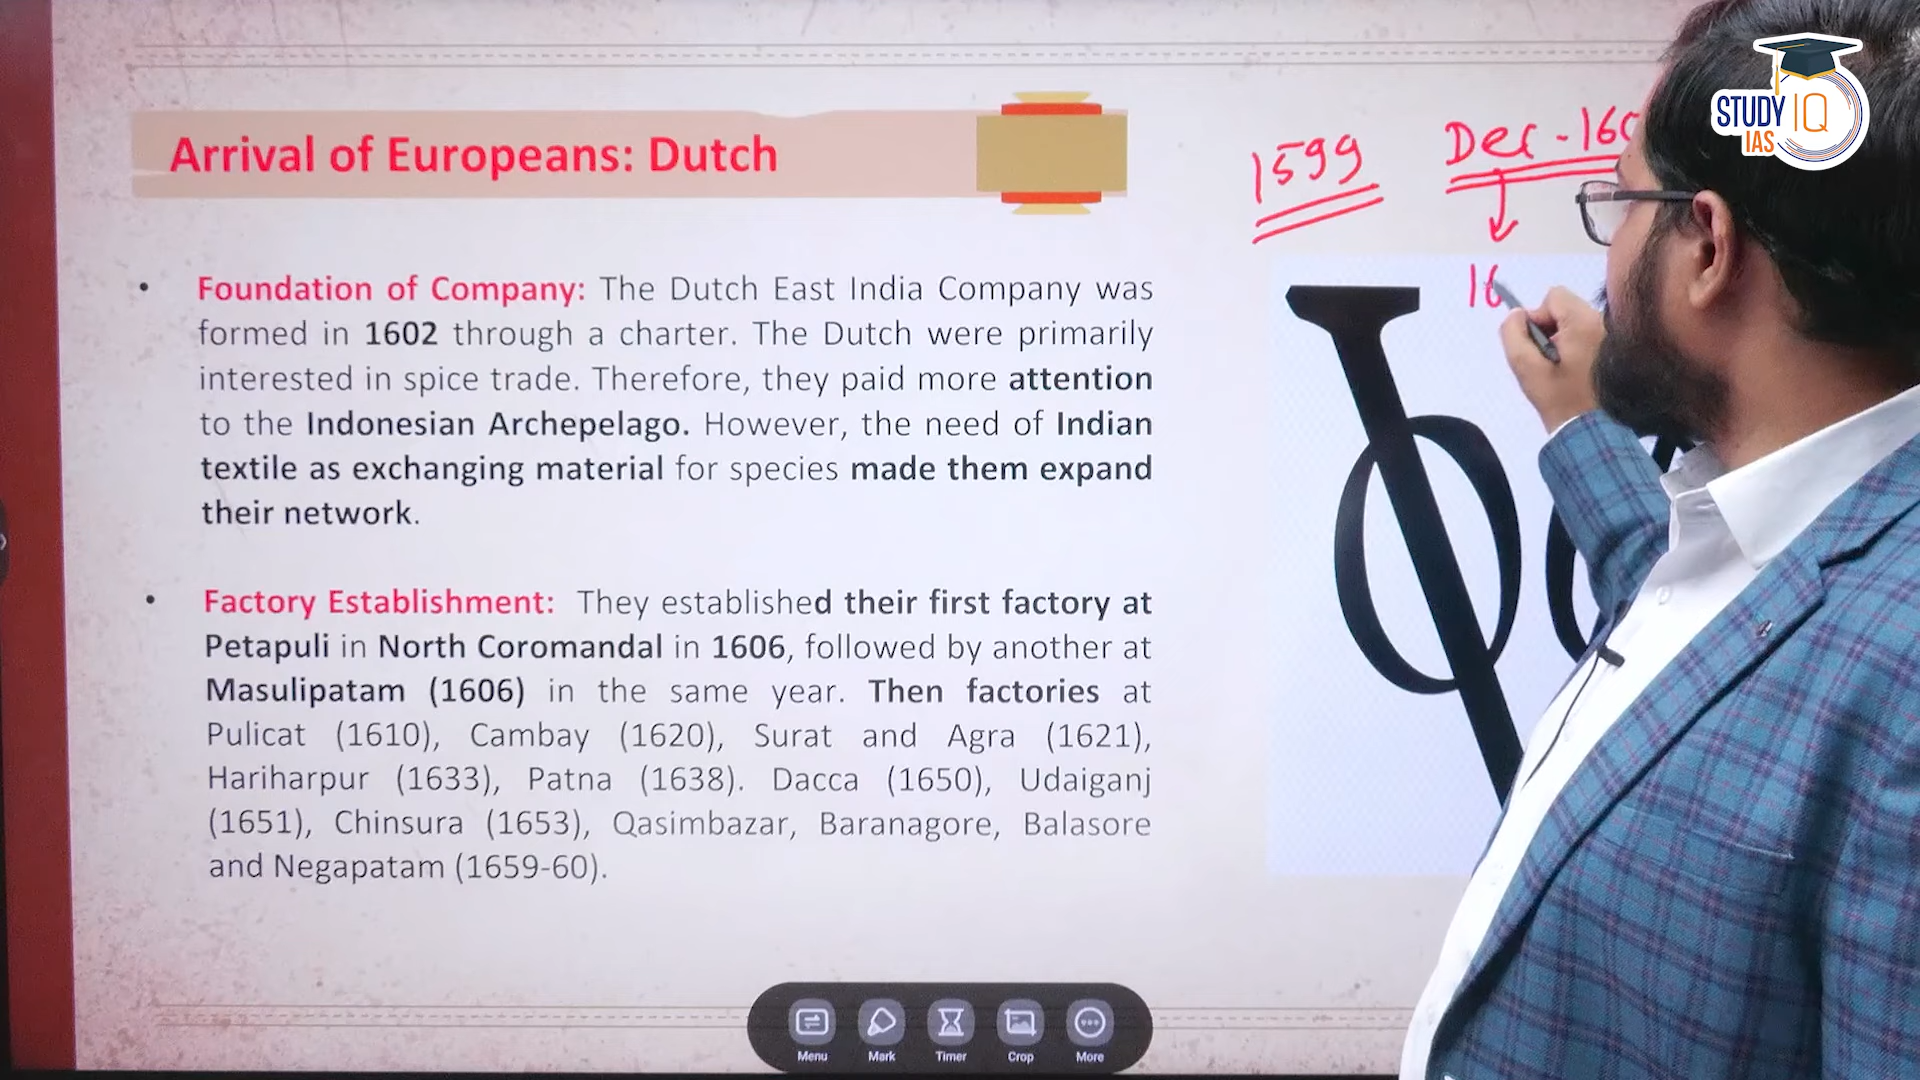 STUDY IQ
IAS
Arrival of Europeans: Dutch
1599
Dec - 160
16
• Foundation of Company: The Dutch East India Company was
formed in 1602 through a charter. The Dutch were primarily
interested in spice trade. Therefore, they paid more attention
to the Indonesian Archepelago. However, the need of Indian
textile as exchanging material for species made them expand
their network.
• Factory Establishment: They established their first factory at
Petapuli in North Coromandal in 1606, followed by another at
Masulipatam (1606) in the same year. Then factories at
Pulicat (1610), Cambay (1620), Surat and Agra (1621),
Hariharpur (1633), Patna (1638). Dacca (1650), Udaiganj
(1651), Chinsura (1653), Qasimbazar, Baranagore, Balasore
and Negapatam (1659-60).
Menu Mark Timer Crop More